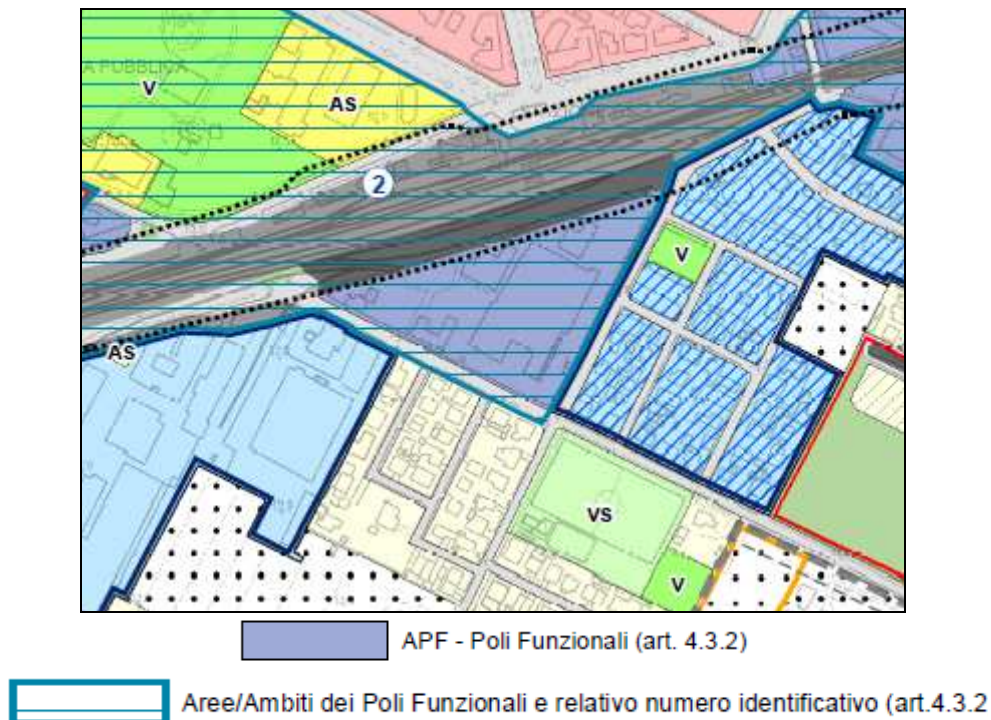 A PUBBLICA
V
AS
2
V
AS
VS
V
APF - Poli Funzionali (art. 4.3.2)
Aree/Ambiti dei Poli Funzionali e relativo numero identificativo (art.4.3.2